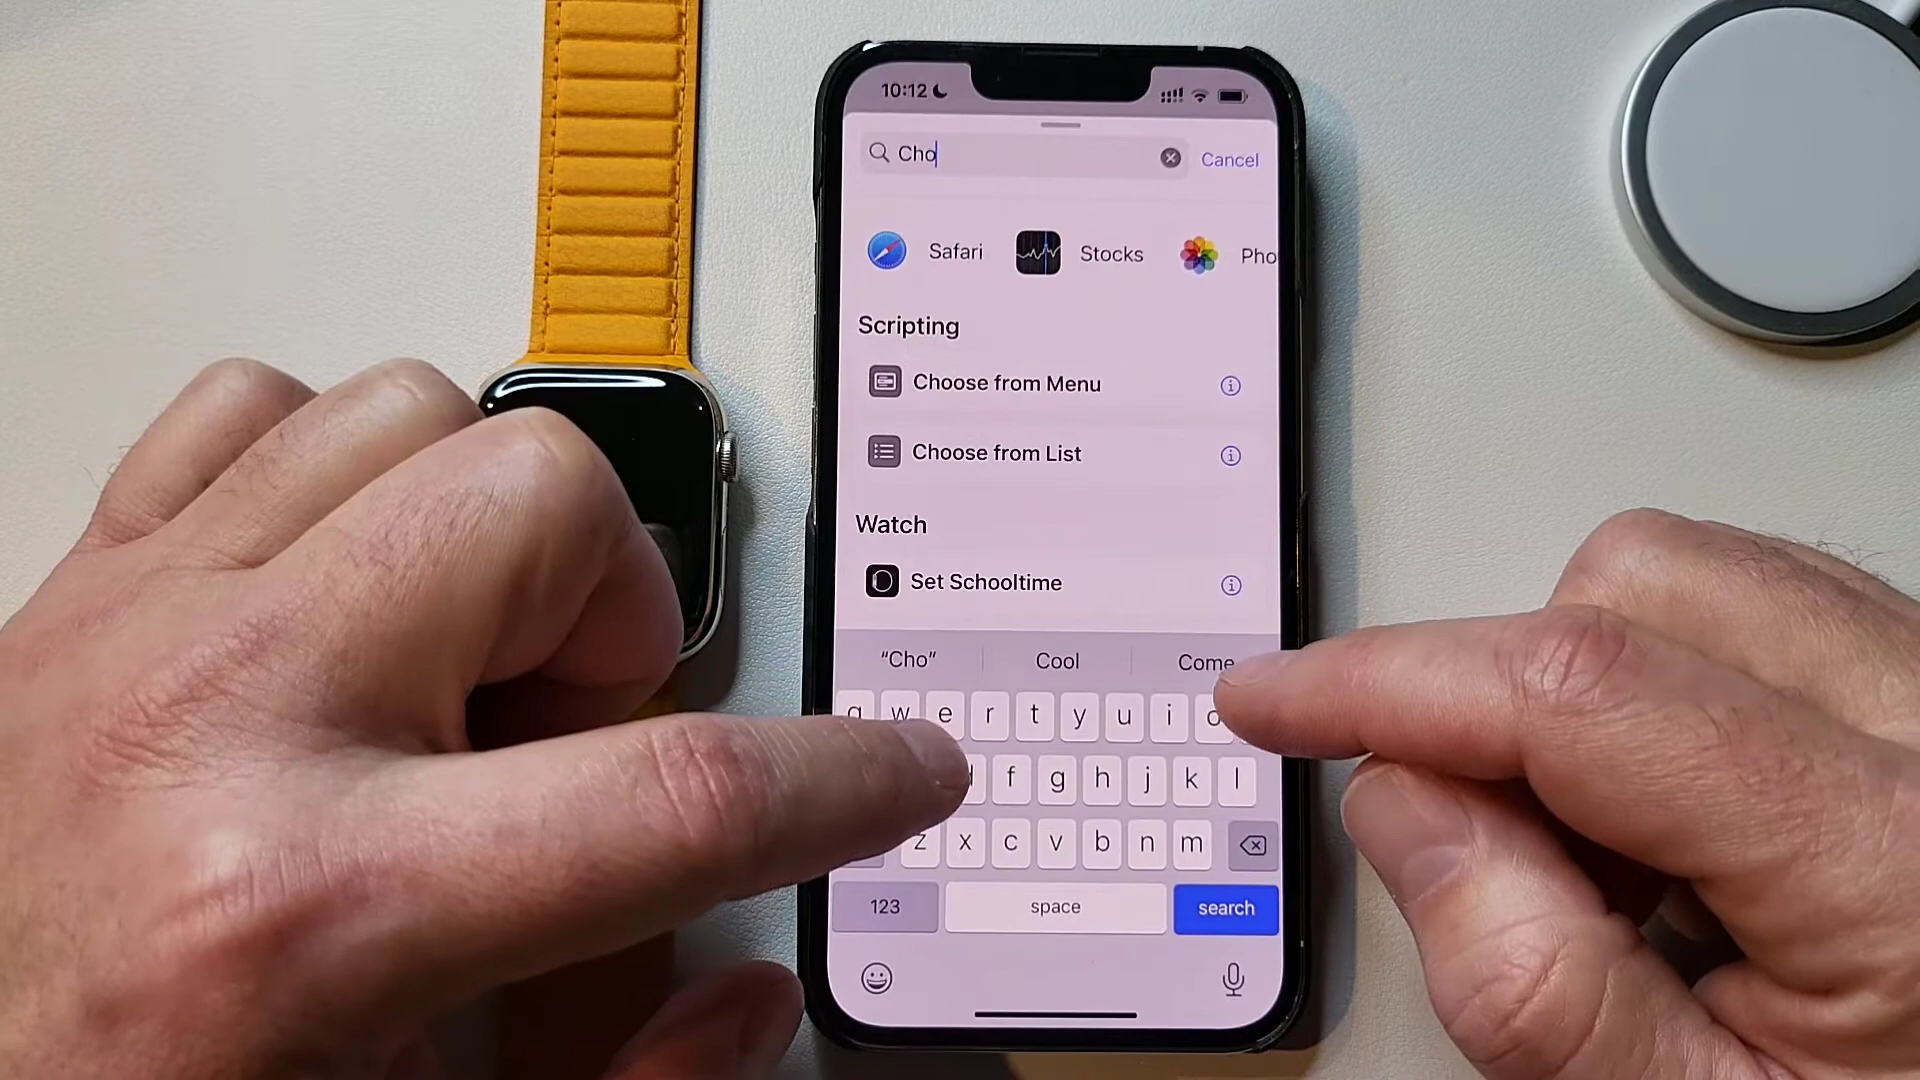 10:12
Cho
Cancel
Safari
Stocks
Pho
Scripting
Choose from Menu
Choose from List
Watch
Set Schooltime
“Cho”
Cool
Come
q w e r t y u i o
d f g h j k l
z x c v b n m
123
space
search